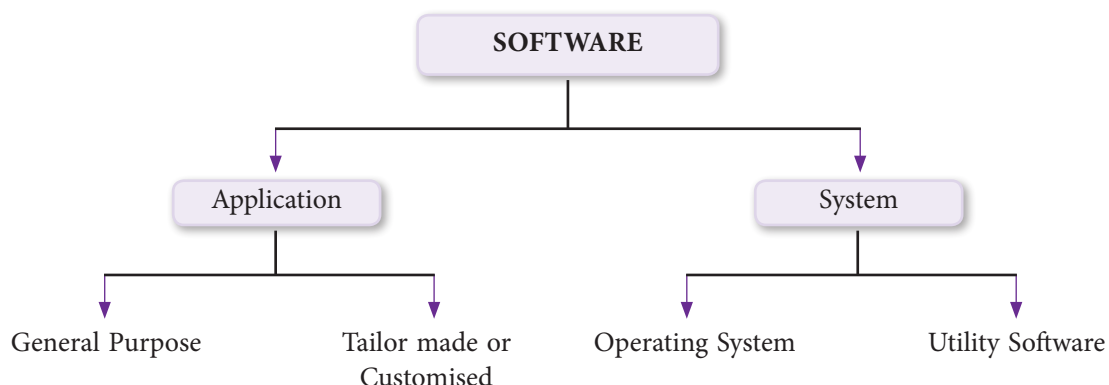 SOFTWARE
Application
System
General Purpose
Tailor made or
Customised
Operating System
Utility Software